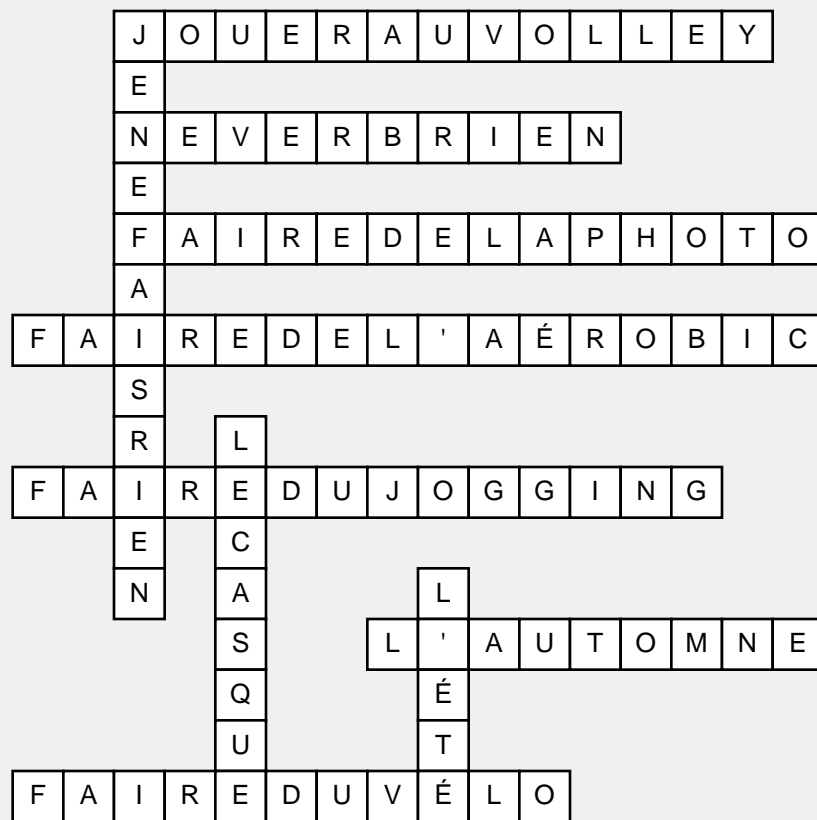 JOUERAUVOLLEY
E
NEVERBRIEN
E
FAIREDELAPHOTO
A
FAIREDEL'AÉROBIC
S
R L
FAIREDUJOGGING
E C
N A L
S L'AUTOMNE
Q É
U T
FAIREDUVÉLO